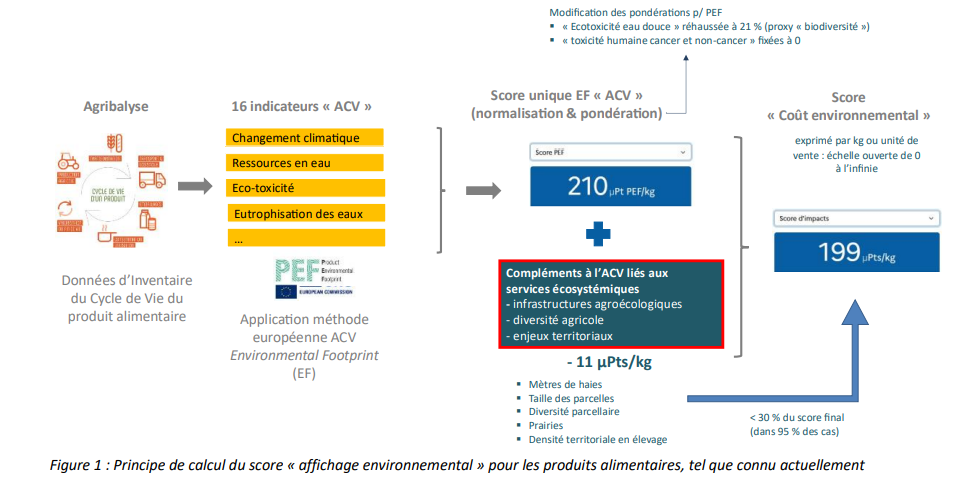 Modification des pondérations p/ PEF
▪ « Ecotoxicité eau douce » réhaussée à 21 % (proxy « biodiversité »)
▪ « toxicité humaine cancer et non-cancer » fixées à 0
Agribalyse
CYCLE DE VIE
D'UN PRODUIT
Données d'Inventaire
du Cycle de Vie du
produit alimentaire
16 indicateurs « ACV »
Changement climatique
Ressources en eau
Eco-toxicité
Eutrophisation des eaux
...
PEF Product
Environmental
Footprint
EUROPEAN COMMISSION
Application méthode
européenne ACV
Environmental Footprint
(EF)
Score unique EF « ACV »
(normalisation & pondération)
Score PEF
210 µPt PEF/kg
Compléments à l'ACV liés aux
services écosystémiques
- infrastructures agroécologiques
- diversité agricole
- enjeux territoriaux
- 11 µPts/kg
▪ Mètres de haies
▪ Taille des parcelles
▪ Diversité parcellaire
▪ Prairies
▪ Densité territoriale en élevage
Score
« Coût environmental »
exprimé par kg ou unité de
vente : échelle ouverte de 0
à l'infinie
Score d'impacts
199 µPts/kg
< 30 % du score final
(dans 95 % des cas)
Figure 1 : Principe de calcul du score « affichage environnemental » pour les produits alimentaires, tel que connu actuellement